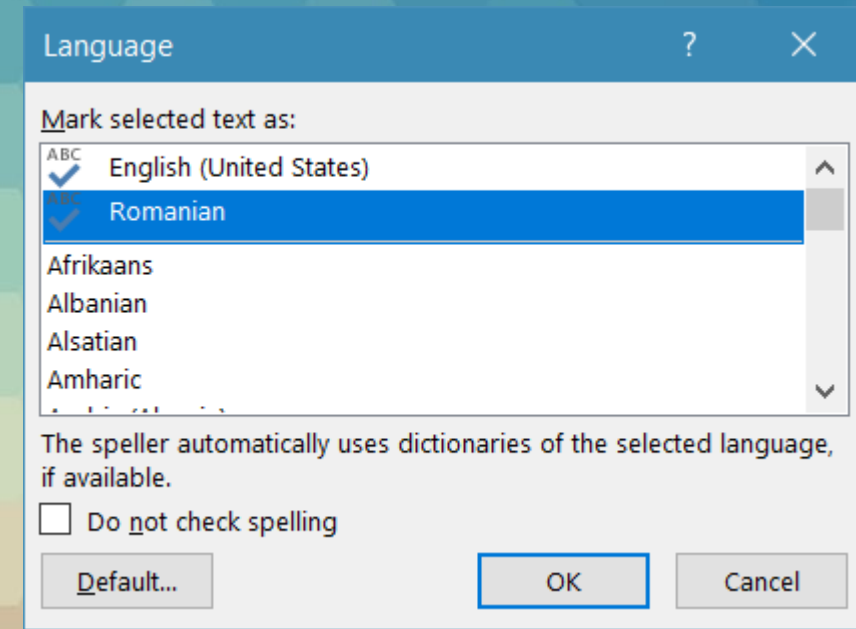 Language ?
Mark selected text as:
ABC
English (United States)
ABC
Romanian
Afrikaans
Albanian
Alsatian
Amharic
The speller automatically uses dictionaries of the selected language,
if available.
Do not check spelling
Default... OK Cancel